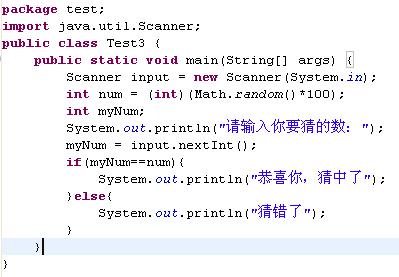 package test;
import java.util.Scanner;
public class Test3 {
    public static void main(String[] args) {
        Scanner input = new Scanner(System.in);
        int num = (int)(Math.random()*100);
        int myNum;
        System.out.println("请输入你要猜的数：");
        myNum = input.nextInt();
        if(myNum==num){
            System.out.println("恭喜你，猜中了");
        }else{
            System.out.println("猜错了");
        }
    }
}